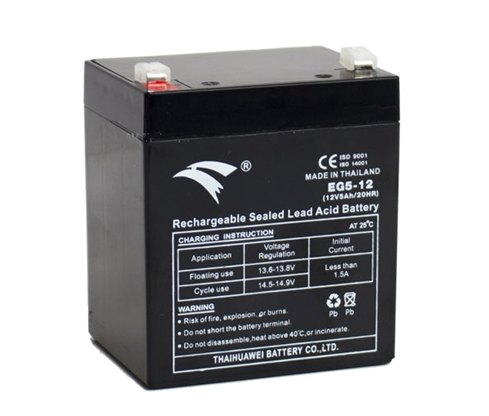 ®
CE ISO 9001
ISO 14001
MADE IN THAILAND
EG5-12
(12V5Ah/20HR)
Rechargeable Sealed Lead Acid Battery
CHARGING INSTRUCTION AT 25°C
Application Voltage Regulation Initial Current
Floating use 13.6-13.8V Less than 1.5A
Cycle use 14.5-14.9V
WARNING
• Risk of fire, explosion, or burns.
• Do not short the battery terminal.
• Do not disassemble, heat above 40°C, or incinerate.
Pb Pb
THAIHUAWEI BATTERY CO.,LTD.